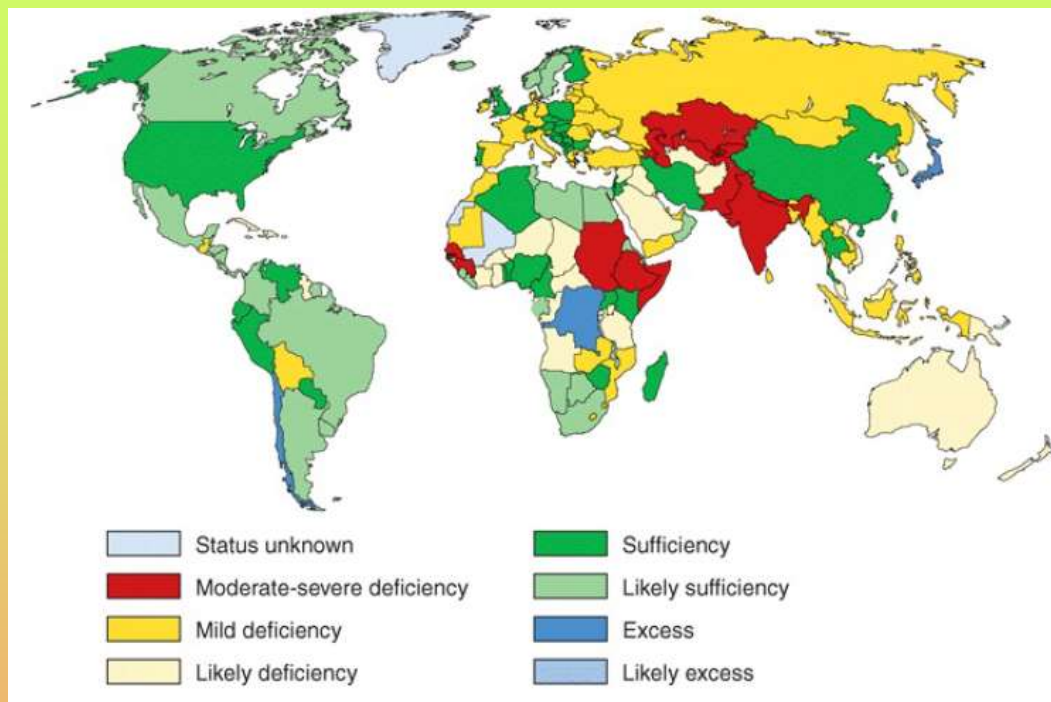 Status unknown
Moderate-severe deficiency
Mild deficiency
Likely deficiency
Sufficiency
Likely sufficiency
Excess
Likely excess